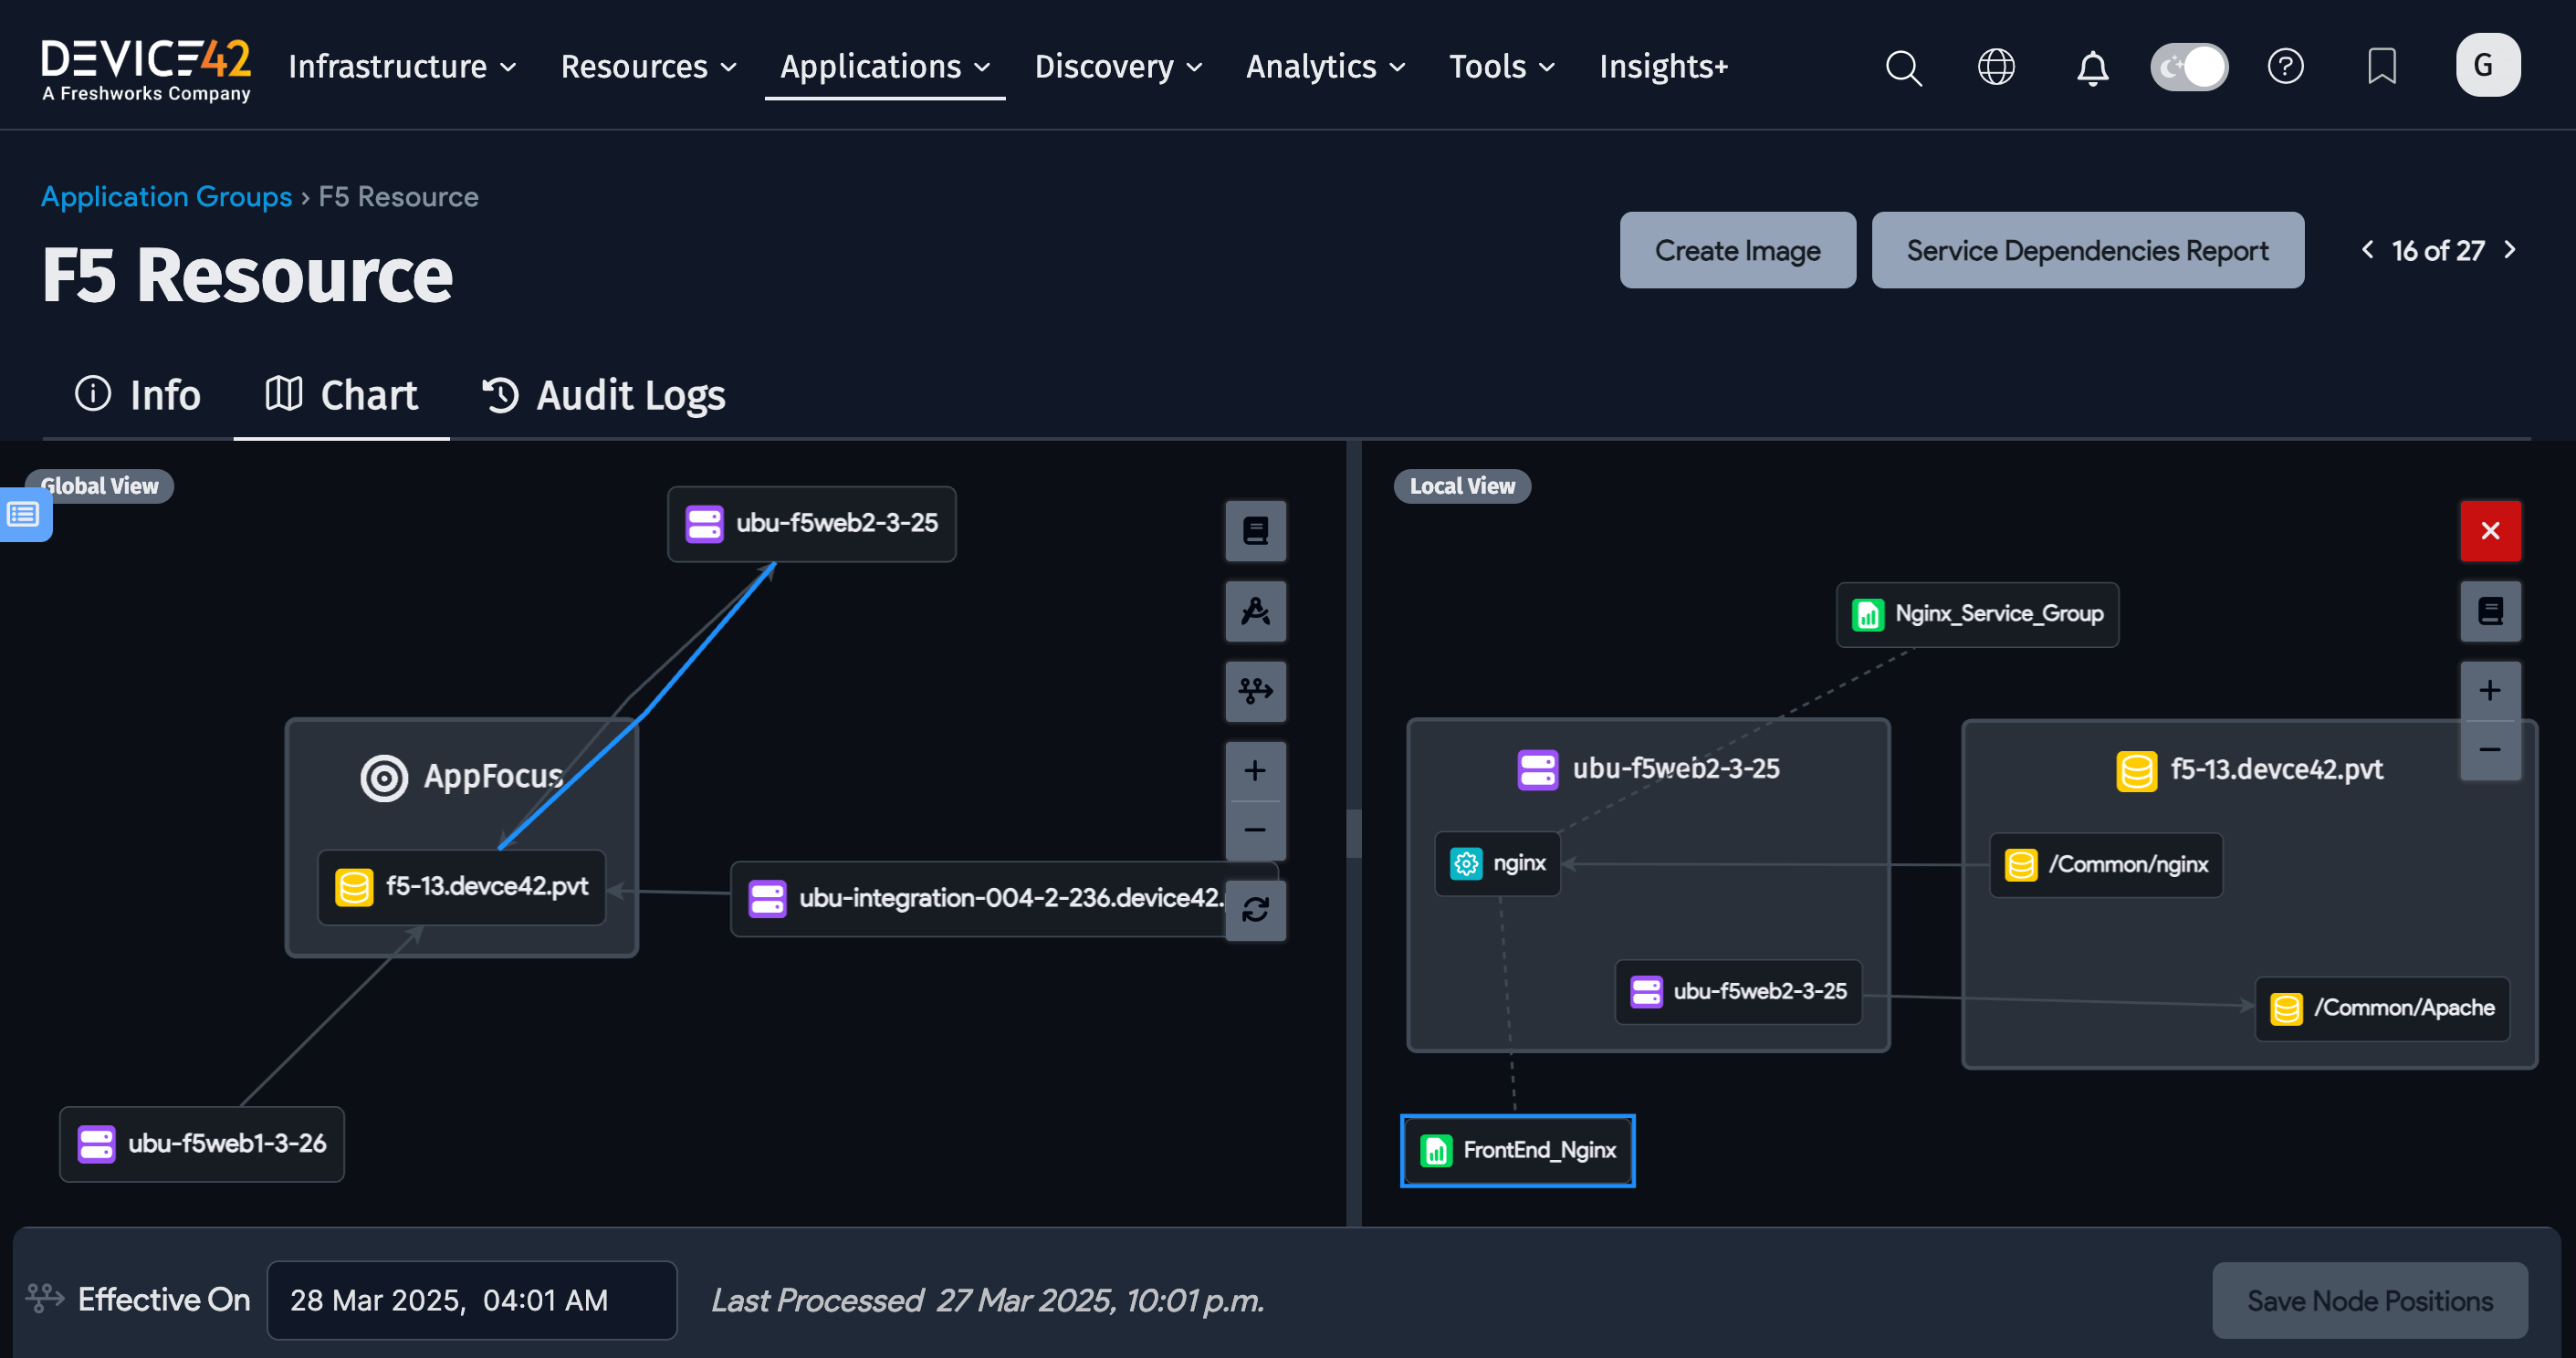 DEVICE42
A Freshworks Company
Infrastructure
Resources
Applications
Discovery
Analytics
Tools
Insights+
G
Application Groups › F5 Resource
F5 Resource
Create Image
Service Dependencies Report
16 of 27
Info
Chart
Audit Logs
Global View
ubu-f5web2-3-25
AppFocus
f5-13.devce42.pvt
ubu-integration-004-2-236.device42.
ubu-f5web1-3-26
Local View
Nginx_Service_Group
ubu-f5web2-3-25
nginx
ubu-f5web2-3-25
f5-13.devce42.pvt
/Common/nginx
/Common/Apache
FrontEnd_Nginx
Effective On
28 Mar 2025, 04:01 AM
Last Processed 27 Mar 2025, 10:01 p.m.
Save Node Positions